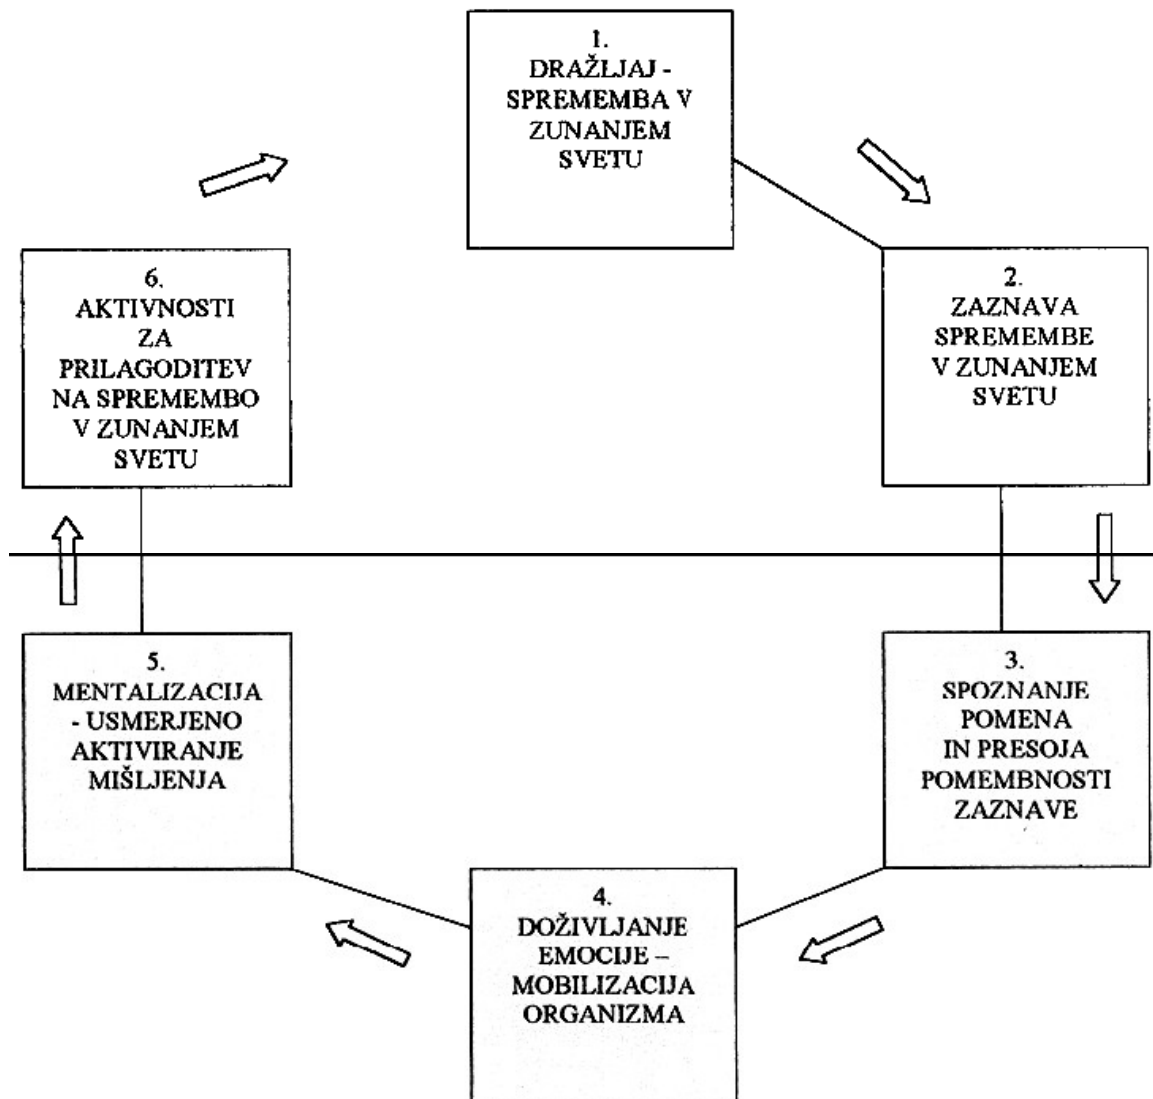 1.
DRAŽLJAJ -
SPREMEMBA V
ZUNANJEM
SVETU
2.
ZAZNAVA
SPREMEMBE
V ZUNANJEM
SVETU
3.
SPOZNANJE
POMENA
IN PRESOJA
POMEMBNOSTI
ZAZNAVE
4.
DOŽIVLJANJE
EMOCIJE –
MOBILIZACIJA
ORGANIZMA
5.
MENTALIZACIJA
- USMERJENO
AKTIVIRANJE
MIŠLJENJA
6.
AKTIVNOSTI
ZA
PRILAGODITEV
NA SPREMEMBO
V ZUNANJEM
SVETU